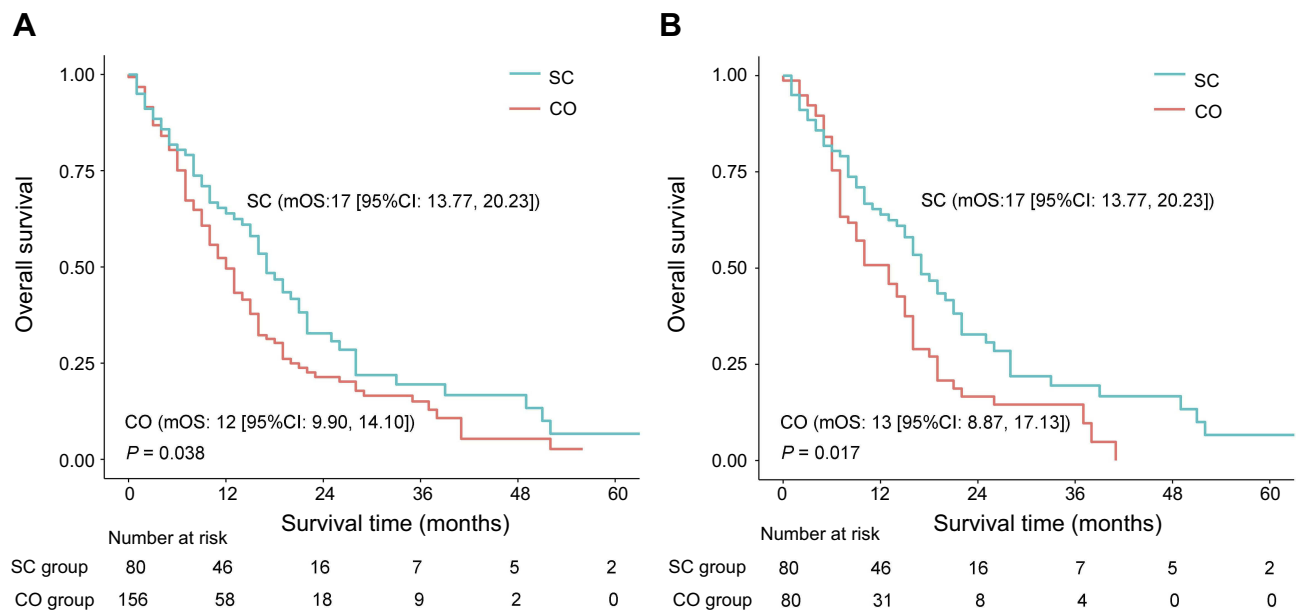 A
1.00
0.75
0.50
0.25
0.00
Overall survival
SC
CO
SC (mOS:17 [95%CI: 13.77, 20.23])
CO (mOS: 12 [95%CI: 9.90, 14.10])
P = 0.038
0 12 24 36 48 60
Survival time (months)
Number at risk
SC group 80 46 16 7 5 2
CO group 156 58 18 9 2 0
B
1.00
0.75
0.50
0.25
0.00
Overall survival
SC
CO
SC (mOS:17 [95%CI: 13.77, 20.23])
CO (mOS: 13 [95%CI: 8.87, 17.13])
P = 0.017
0 12 24 36 48 60
Survival time (months)
Number at risk
SC group 80 46 16 7 5 2
CO group 80 31 8 4 0 0